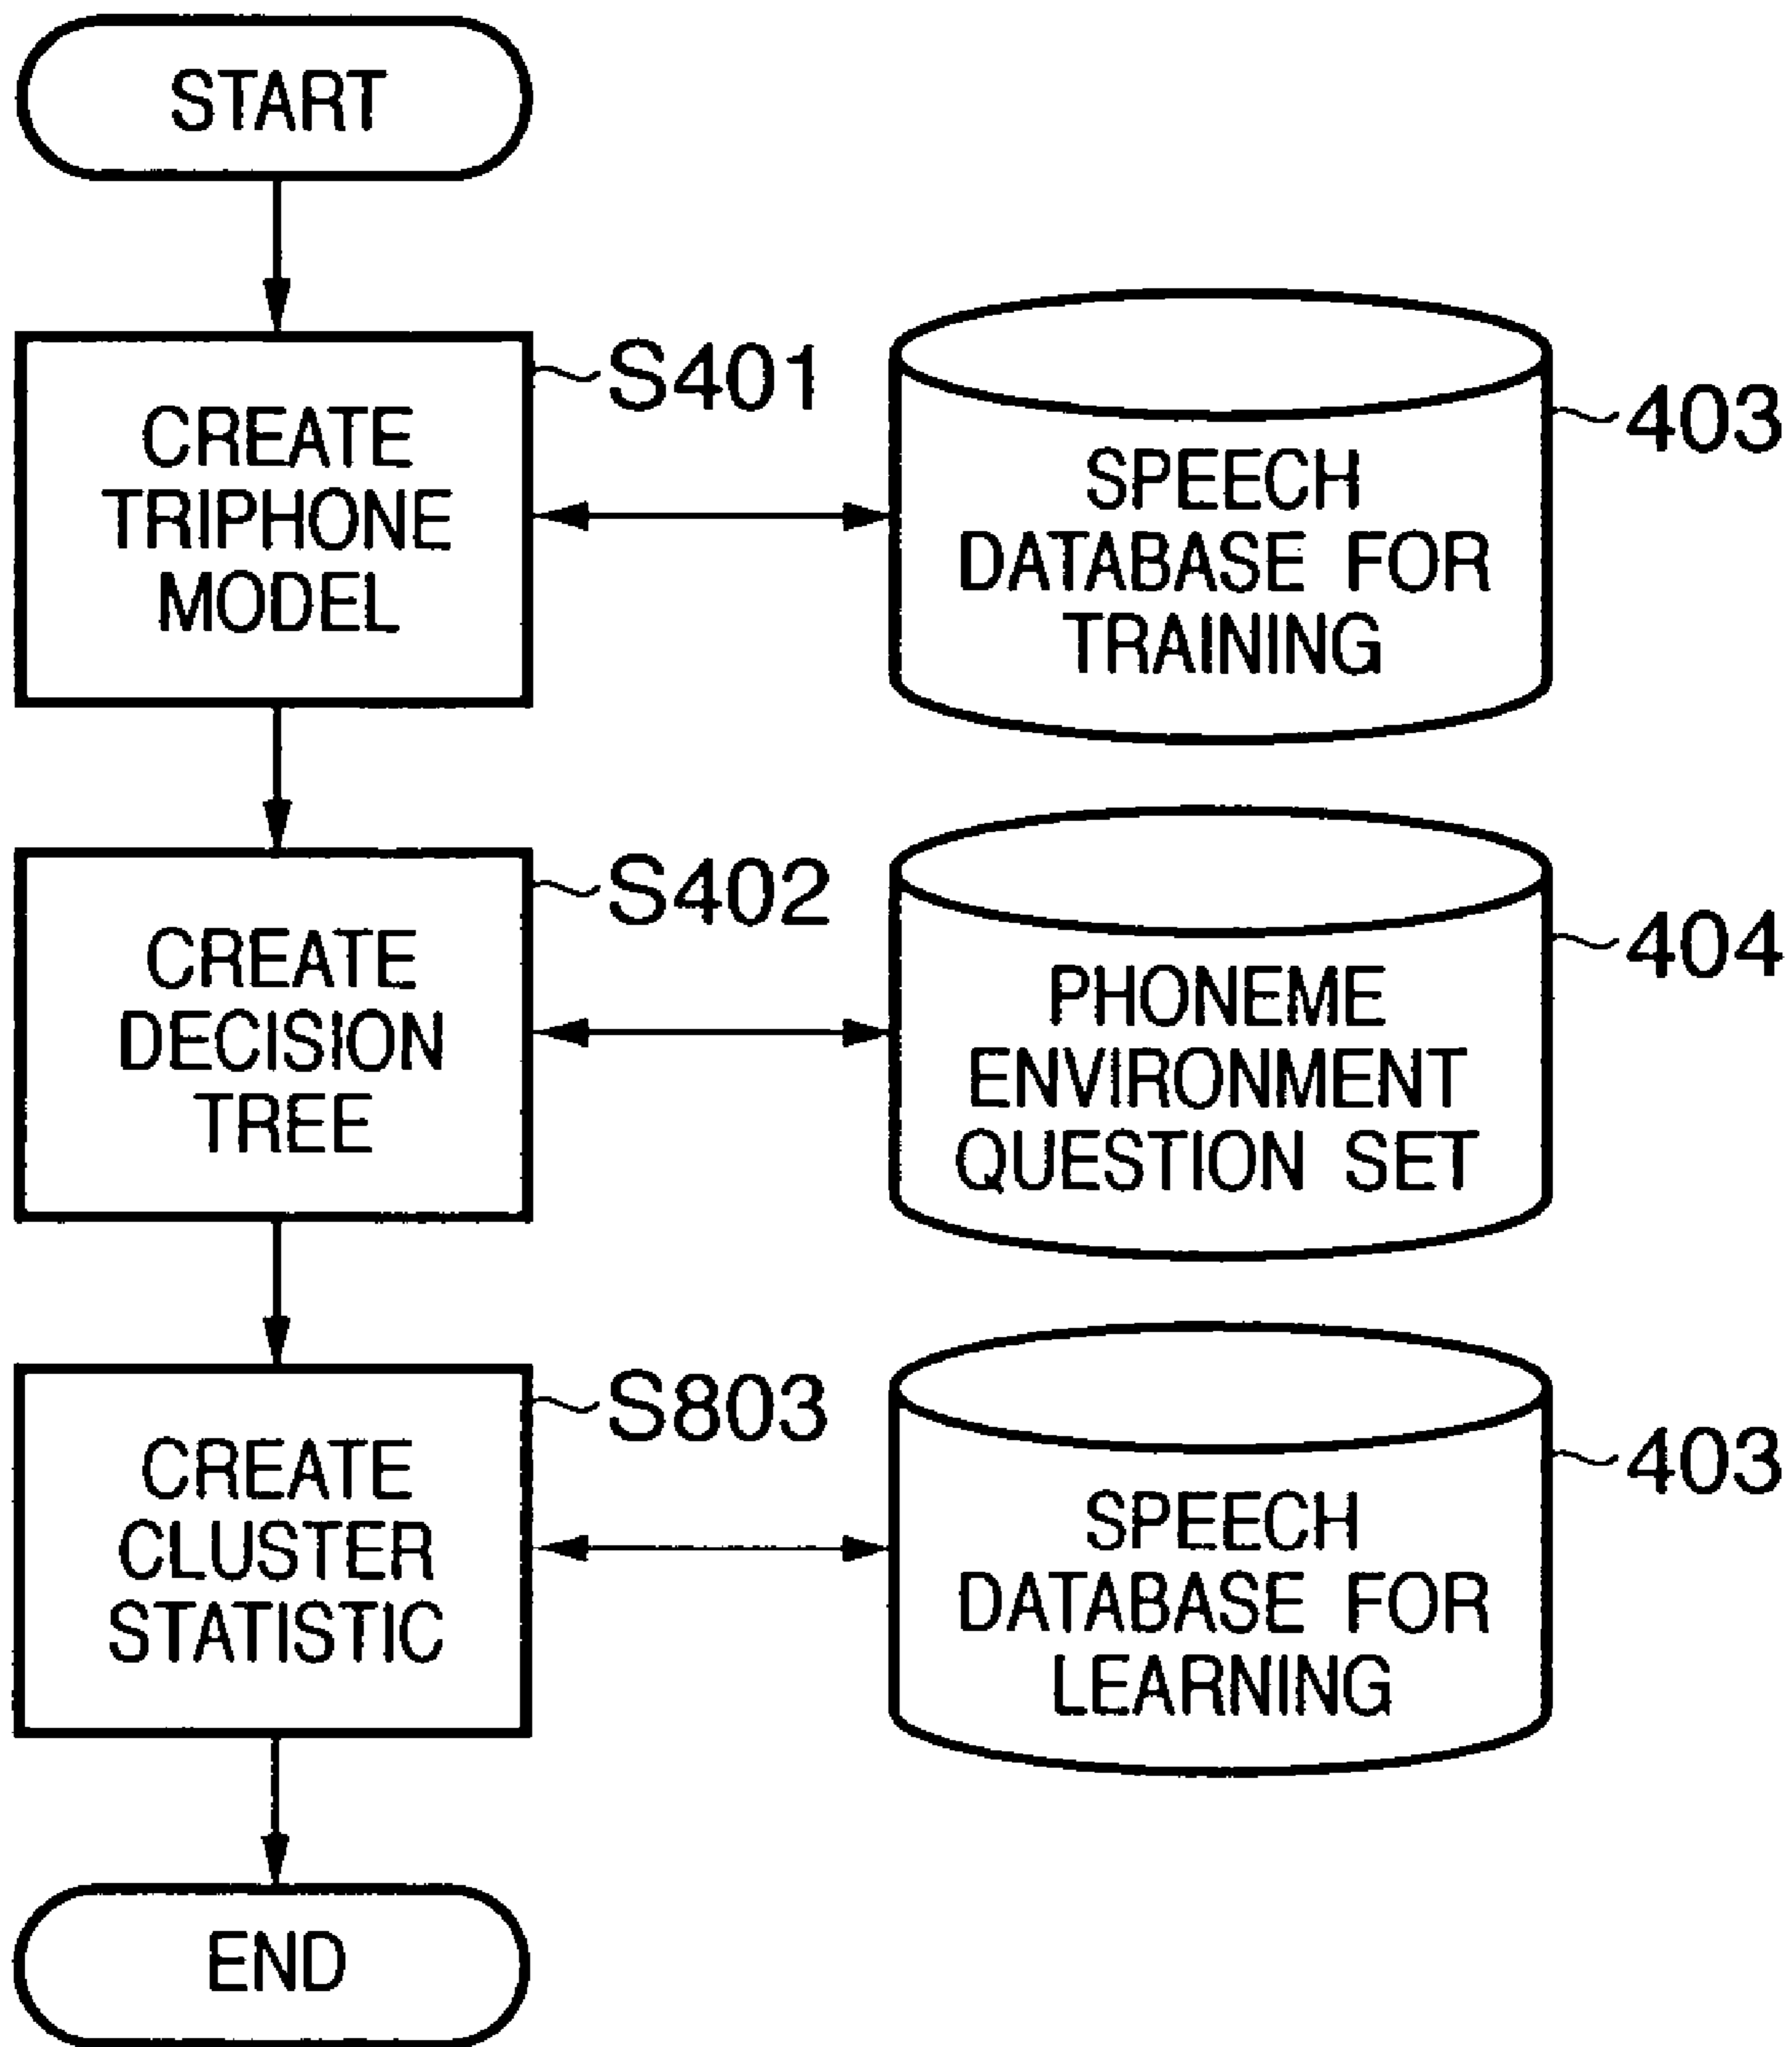 START
S401
CREATE
TRIPHONE
MODEL
403
SPEECH
DATABASE FOR
TRAINING
S402
CREATE
DECISION
TREE
404
PHONEME
ENVIRONMENT
QUESTION SET
S803
CREATE
CLUSTER
STATISTIC
403
SPEECH
DATABASE FOR
LEARNING
END